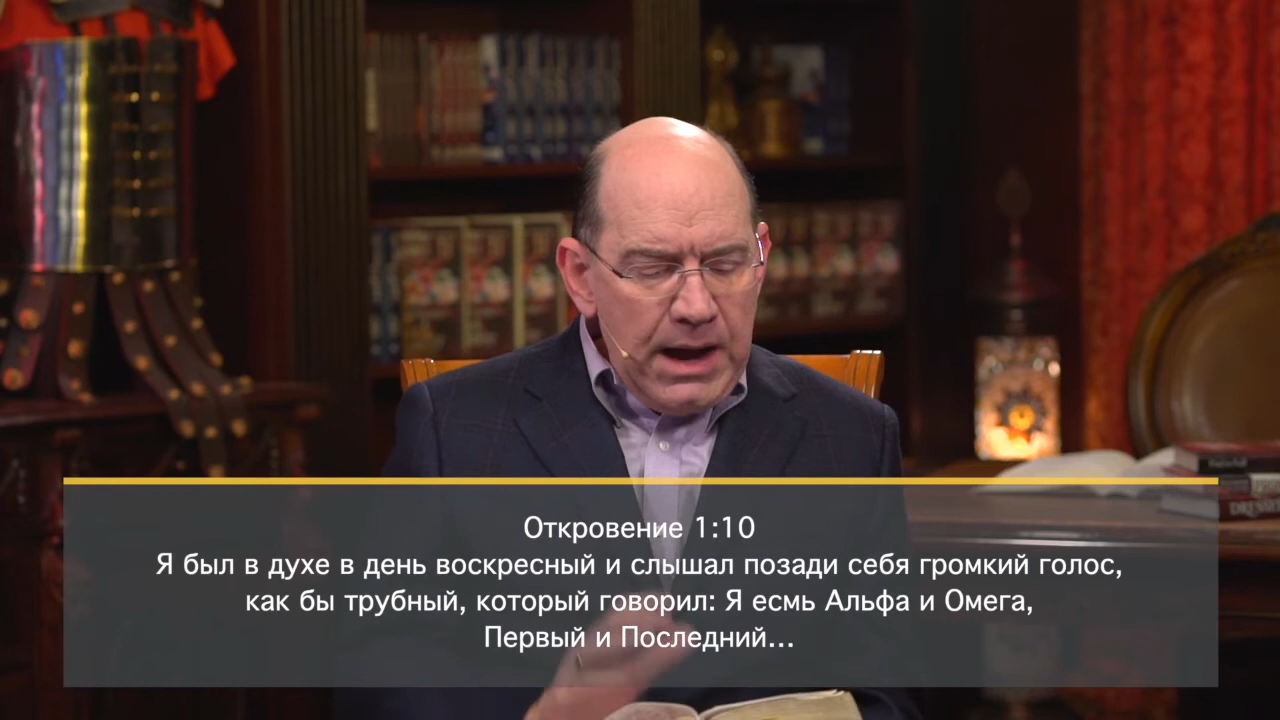 Откровение 1:10
Я был в духе в день воскресный и слышал позади себя громкий голос,
как бы трубный, который говорил: Я есмь Альфа и Омега,
Первый и Последний...